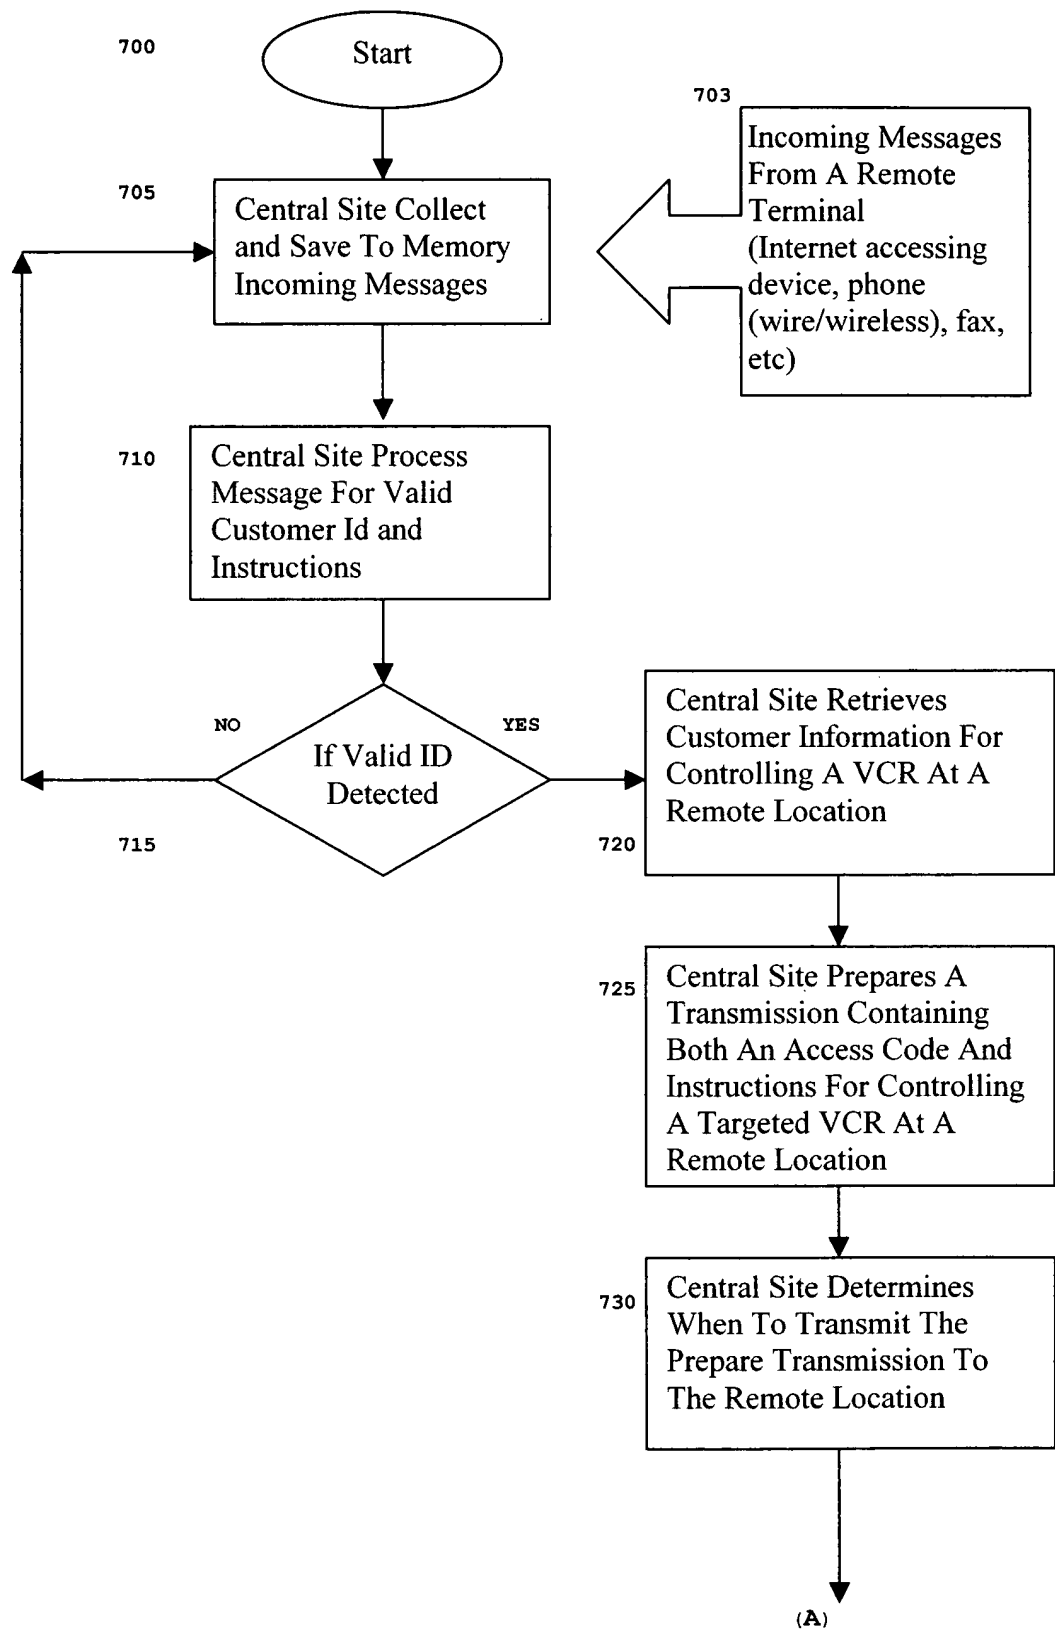 700
Start
703
Incoming Messages
From A Remote
Terminal
(Internet accessing
device, phone
(wire/wireless), fax,
etc)
705
Central Site Collect
and Save To Memory
Incoming Messages
710
Central Site Process
Message For Valid
Customer Id and
Instructions
NO
YES
If Valid ID
Detected
715
720
Central Site Retrieves
Customer Information For
Controlling A VCR At A
Remote Location
725
Central Site Prepares A
Transmission Containing
Both An Access Code And
Instructions For Controlling
A Targeted VCR At A
Remote Location
730
Central Site Determines
When To Transmit The
Prepare Transmission To
The Remote Location
(A)